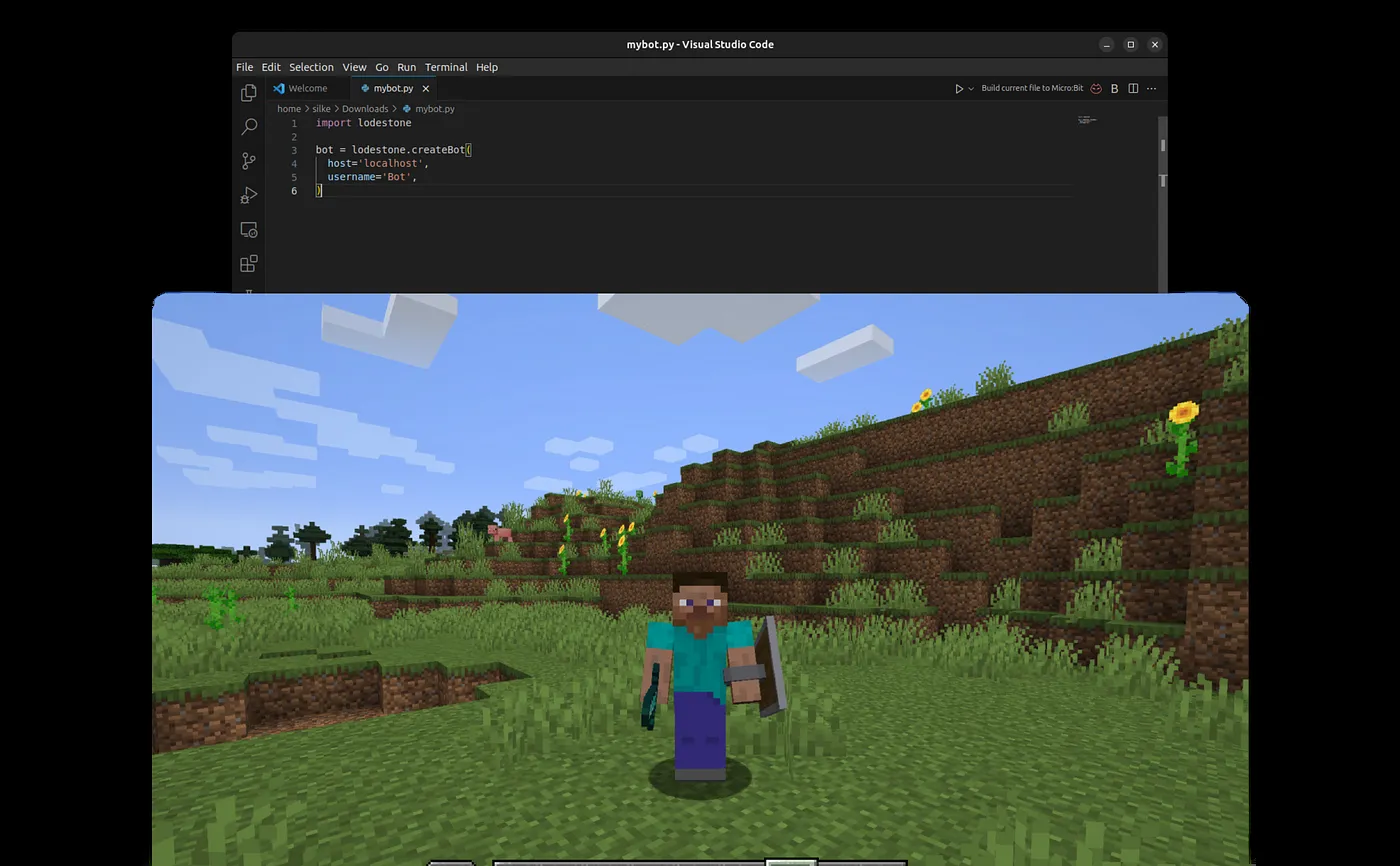 mybot.py - Visual Studio Code
File Edit Selection View Go Run Terminal Help
Welcome mybot.py Build current file to Micro:Bit B
home > silke > Downloads > mybot.py
1 import lodestone
2
3 bot = lodestone.createBot(
4 host='localhost',
5 username='Bot',
6 )